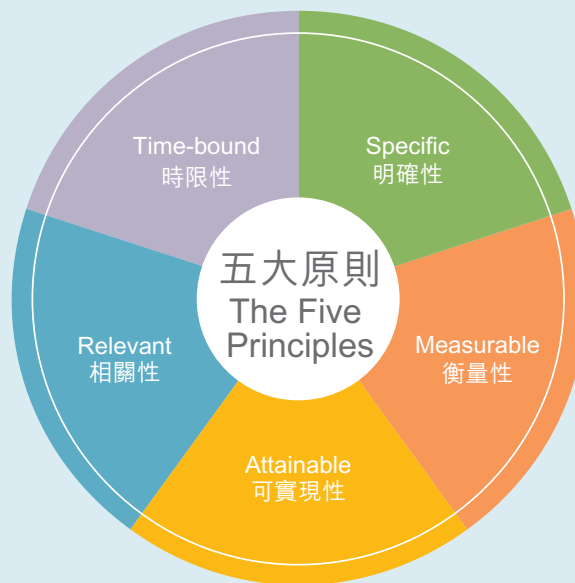 五大原則
The Five
Principles
Specific
明確性
Measurable
衡量性
Attainable
可實現性
Relevant
相關性
Time-bound
時限性